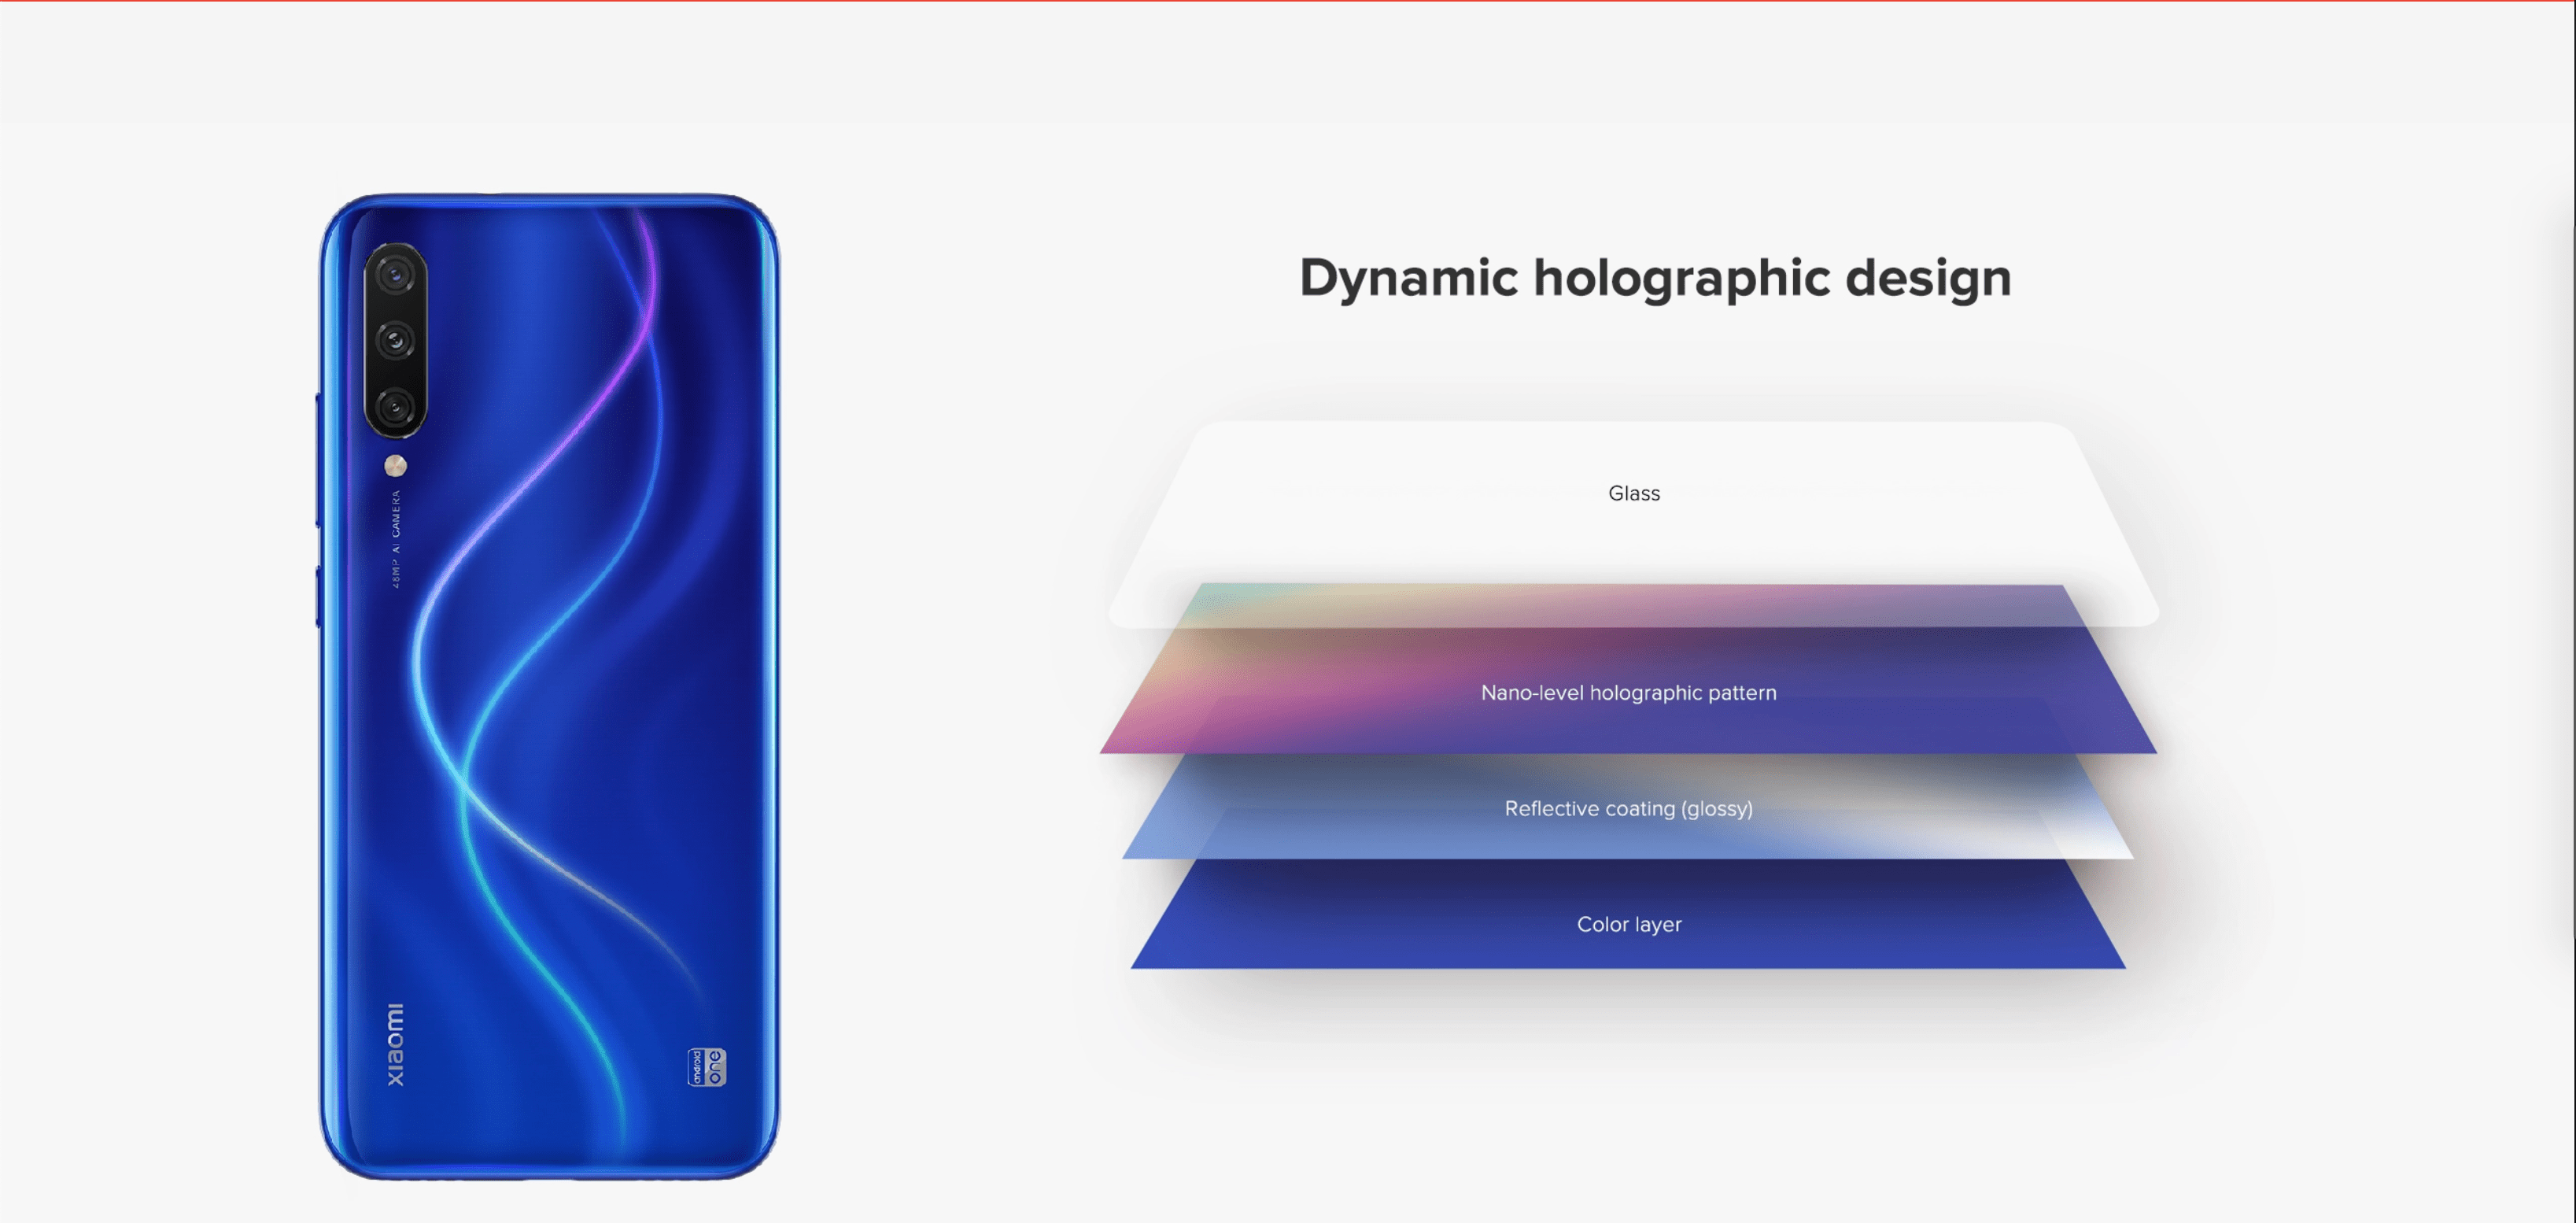 48MP AI CAMERA
xiaomi
android
one
Dynamic holographic design
Glass
Nano-level holographic pattern
Reflective coating (glossy)
Color layer